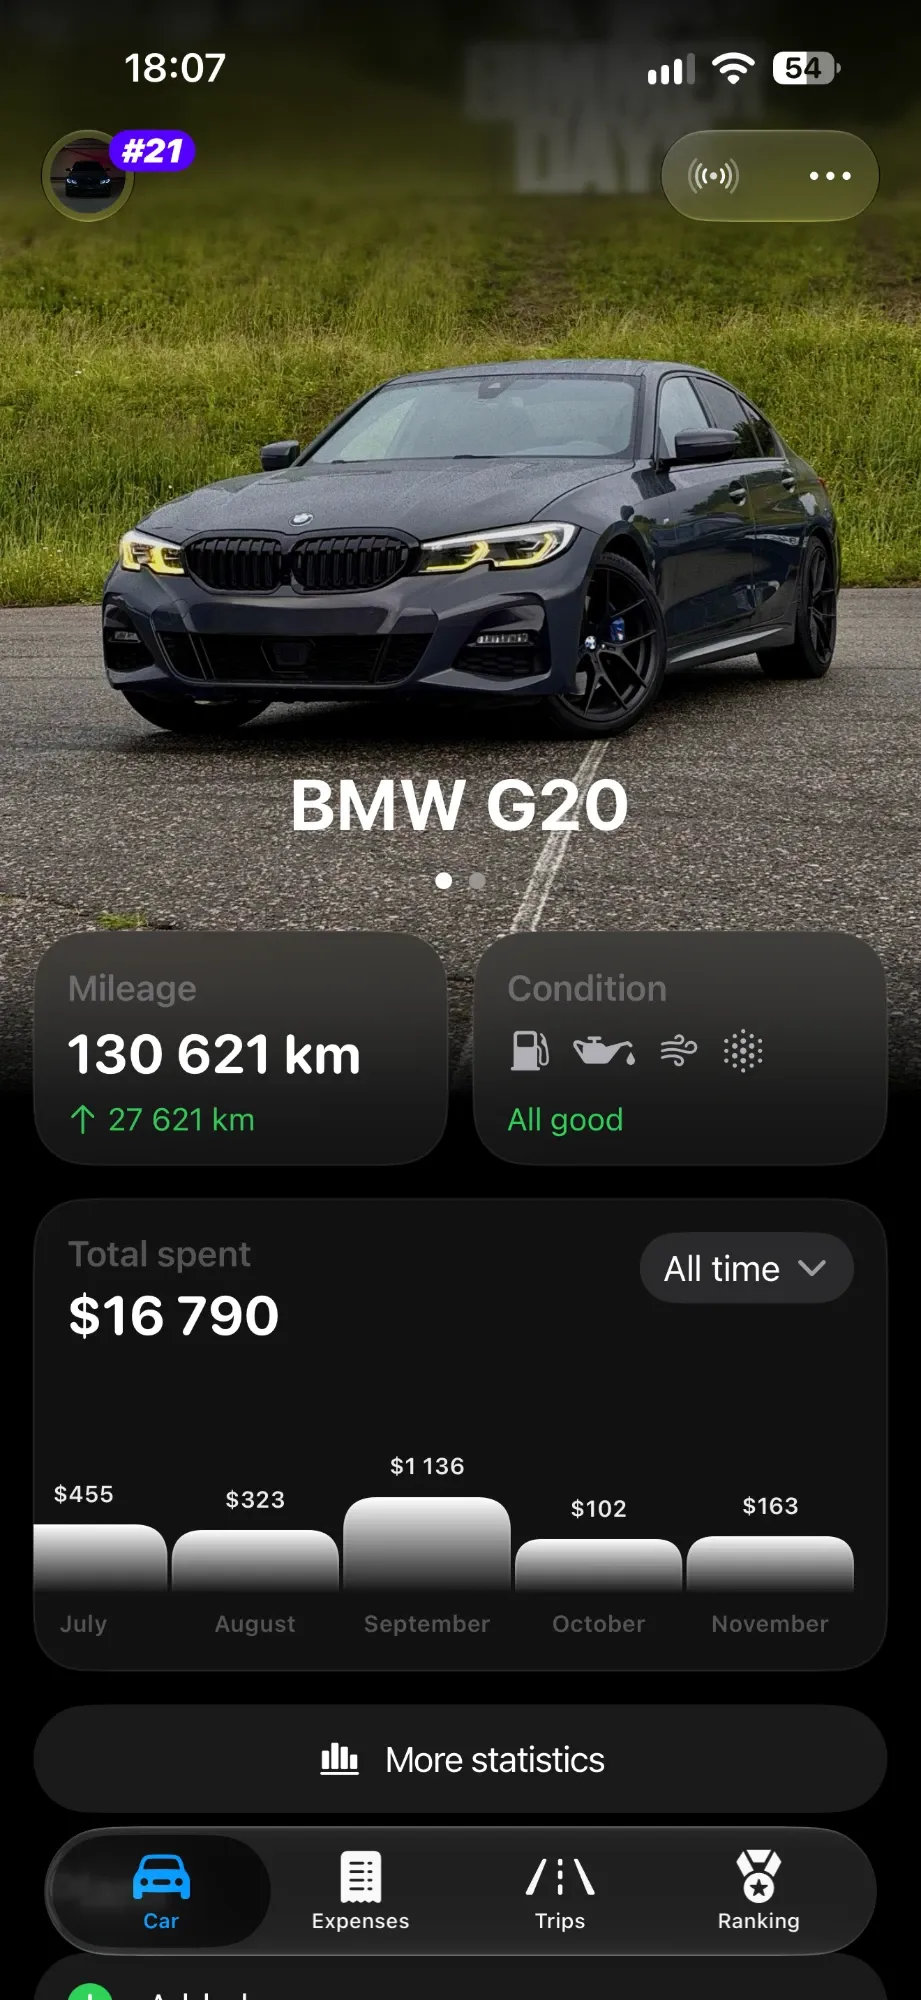 18:07
54
#21
DAY
BMW G20
Mileage
130 621 km
↑ 27 621 km
Condition
All good
Total spent
$16 790
All time
$455
$323
$1 136
$102
$163
July
August
September
October
November
More statistics
Car
Expenses
Trips
Ranking